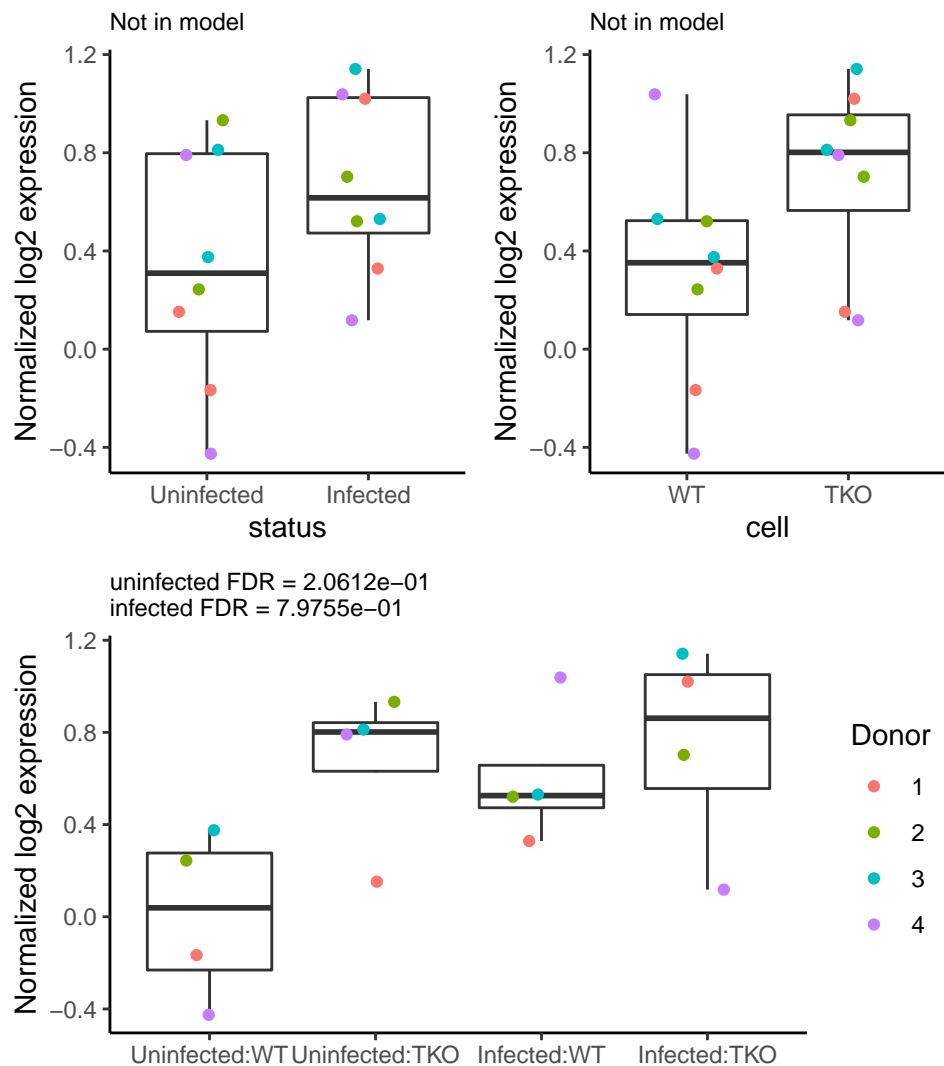 Not in model
Normalized log2 expression
1.2
0.8
0.4
0.0
−0.4
Uninfected Infected
status
Not in model
Normalized log2 expression
1.2
0.8
0.4
0.0
−0.4
WT TKO
cell
uninfected FDR = 2.0612e−01
infected FDR = 7.9755e−01
Normalized log2 expression
1.2
0.8
0.4
0.0
−0.4
Uninfected:WT Uninfected:TKO Infected:WT Infected:TKO
Donor
1
2
3
4